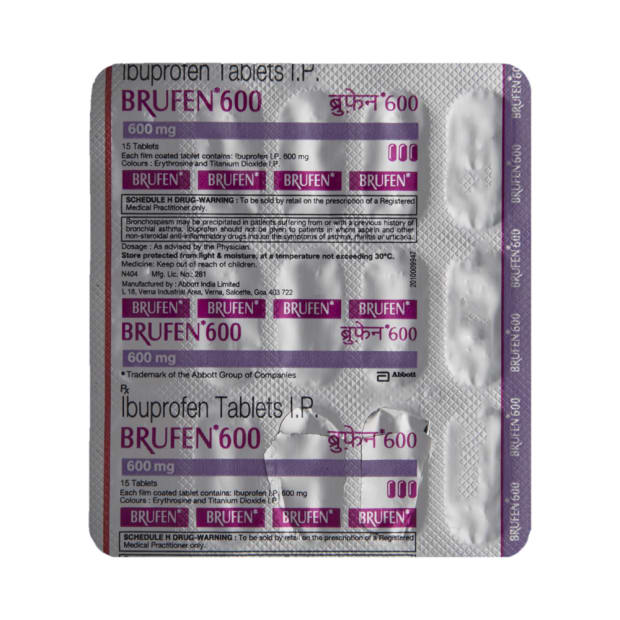 Ibuprofen Tablets I.P.
BRUFEN*600 ब्रुफेन*600
600 mg
15 Tablets
Each film coated tablet contains: Ibuprofen I.P. 600 mg
Colours : Erythrosine and Titanium Dioxide I.P.
BRUFEN* BRUFEN* BRUFEN* BRUFEN*
SCHEDULE H DRUG-WARNING : To be sold by retail on the prescription of a Registered
Medical Practitioner only.
Bronchospasm may be precipitated in patients suffering from or with a previous history of
bronchial asthma. Ibuprofen should not be given to patients in whom aspirin and other
non-steroidal anti-inflammatory drugs induce the symptoms of asthma, rhinitis or urticaria.
Dosage : As advised by the Physician.
Store protected from light & moisture, at a temperature not exceeding 30°C.
Medicine: Keep out of reach of children.
N404 Mfg. Lic. No.: 281
Manufactured by : Abbott India Limited
L 18, Verna Industrial Area, Verna, Salcette, Goa 403 722
2010009947
BRUFEN* BRUFEN* BRUFEN* BRUFEN*
BRUFEN*600 ब्रुफेन*600
600 mg
* Trademark of the Abbott Group of Companies Abbott
Rx
Ibuprofen Tablets I.P.
BRUFEN*600 ब्रुफेन*600
600 mg
15 Tablets
Each film coated tablet contains: Ibuprofen I.P. 600 mg
Colours : Erythrosine and Titanium Dioxide I.P.
BRUFEN* BRUFEN* BRUFEN* BRUFEN*
SCHEDULE H DRUG-WARNING : To be sold by retail on the prescription of a Registered
Medical Practitioner only.
BRUFEN 600
BRUFEN 600
BRUFEN 600
BRUFEN 600
BRUFEN 600
BRUFEN 600